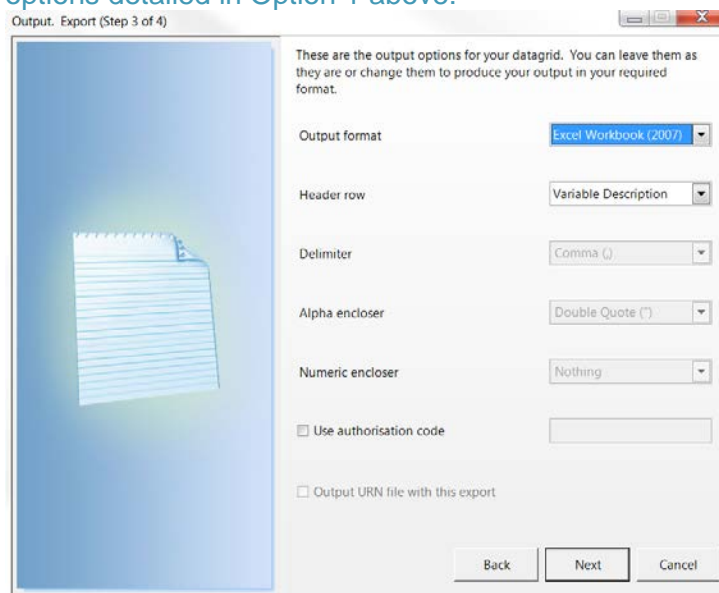 options detailed in Option 1 above.
Output. Export (Step 3 of 4)
These are the output options for your datagrid. You can leave them as
they are or change them to produce your output in your required
format.
Output format Excel Workbook (2007)
Header row Variable Description
Delimiter Comma (,)
Alpha encloser Double Quote (")
Numeric encloser Nothing
Use authorisation code
Output URN file with this export
Back Next Cancel